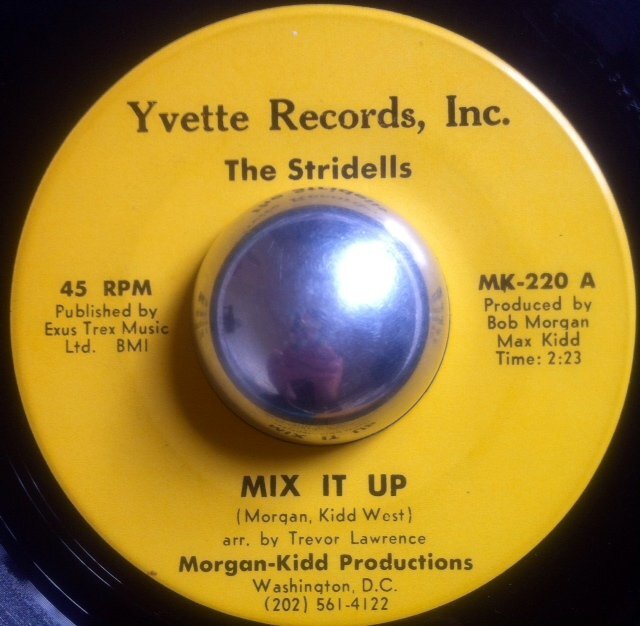 Yvette Records, Inc.
The Stridells
45 RPM
Published by
Exus Trex Music
Ltd. BMI
MK-220 A
Produced by
Bob Morgan
Max Kidd
Time: 2:23
MIX IT UP
(Morgan, Kidd West)
arr. by Trevor Lawrence
Morgan-Kidd Productions
Washington, D.C.
(202) 561-4122